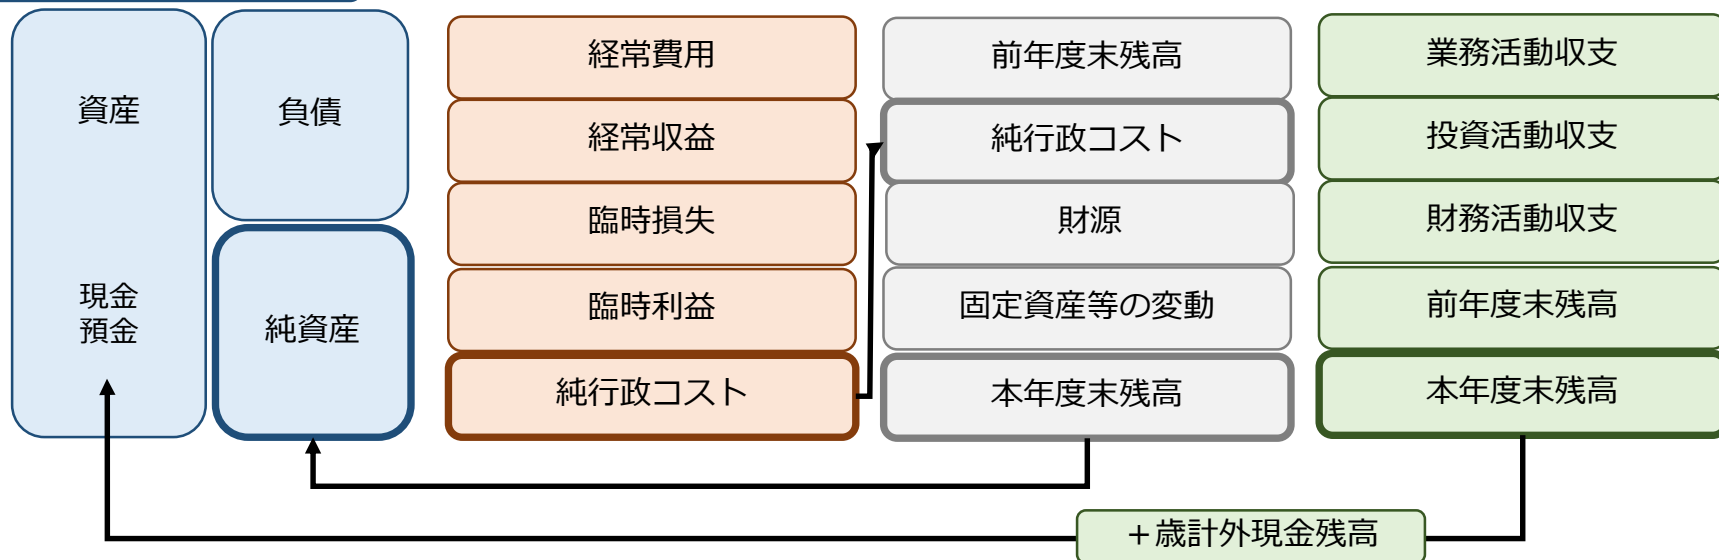 資産
現金
預金
負債
純資産
経常費用
経常収益
臨時損失
臨時利益
純行政コスト
前年度末残高
純行政コスト
財源
固定資産等の変動
本年度末残高
業務活動収支
投資活動収支
財務活動収支
前年度末残高
本年度末残高
＋歳計外現金残高